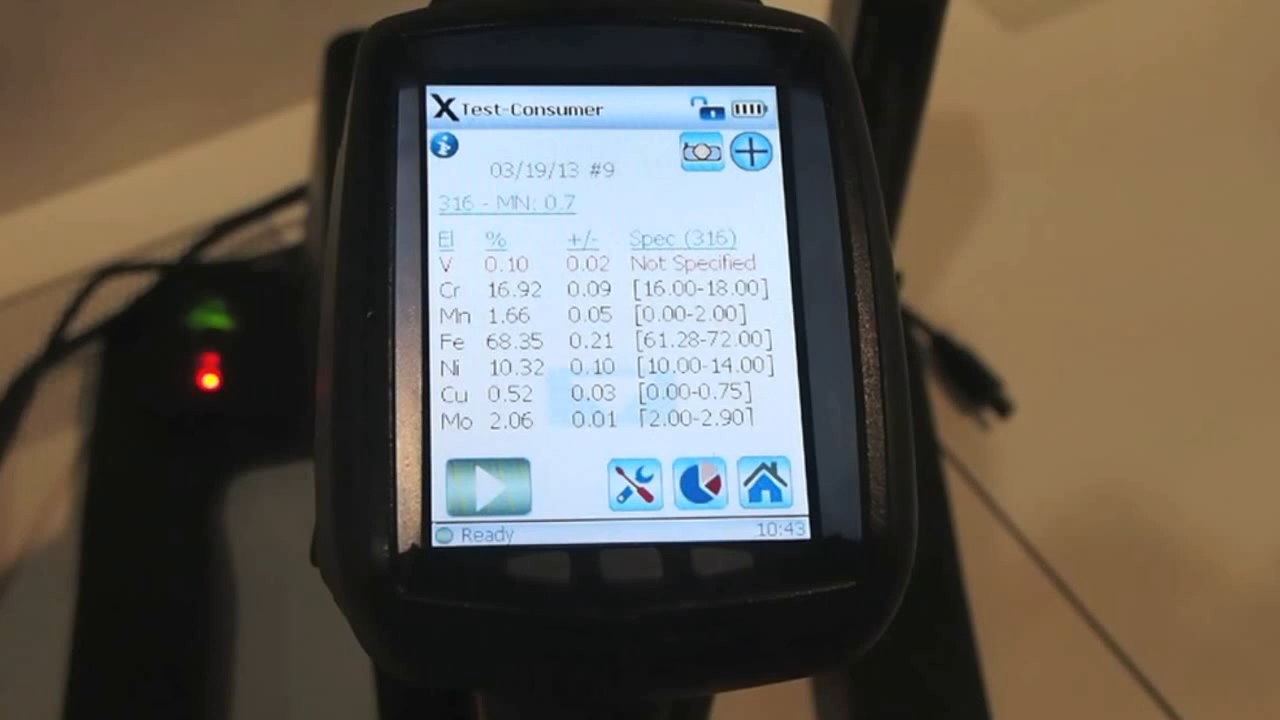 X Test-Consumer
03/19/13 #9
316 - MN: 0.7
El % +/- Spec (316)
V 0.10 0.02 Not Specified
Cr 16.92 0.09 [16.00-18.00]
Mn 1.66 0.05 [0.00-2.00]
Fe 68.35 0.21 [61.28-72.00]
Ni 10.32 0.10 [10.00-14.00]
Cu 0.52 0.03 [0.00-0.75]
Mo 2.06 0.01 [2.00-2.90]
Ready 10:43